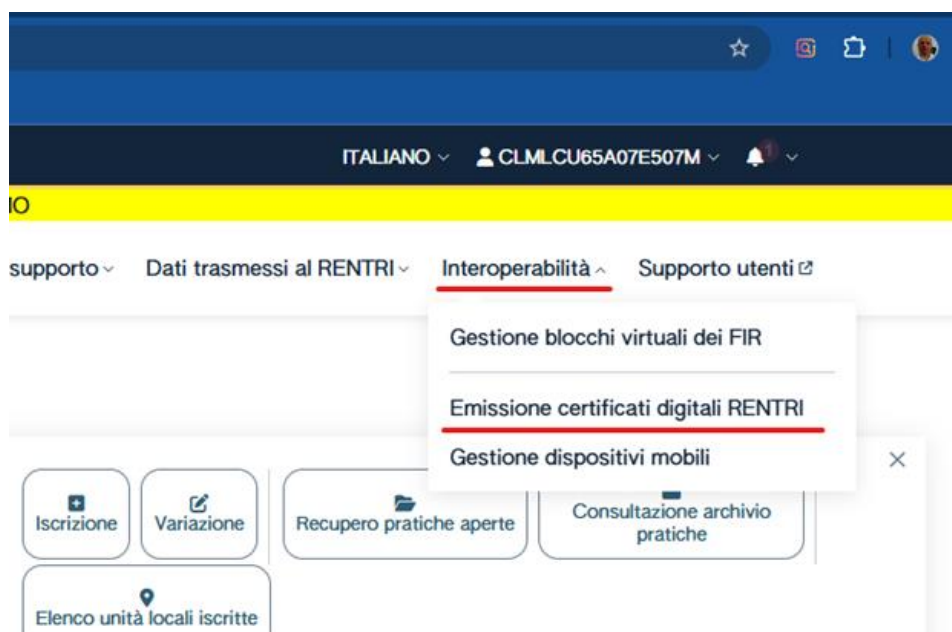 ITALIANO CLMLCU65A07E507M 1
IO
supporto Dati trasmessi al RENTRI Interoperabilità Supporto utenti
Gestione blocchi virtuali dei FIR
Emissione certificati digitali RENTRI
Gestione dispositivi mobili
Iscrizione
Variazione
Recupero pratiche aperte
Consultazione archivio
pratiche
Elenco unità locali iscritte